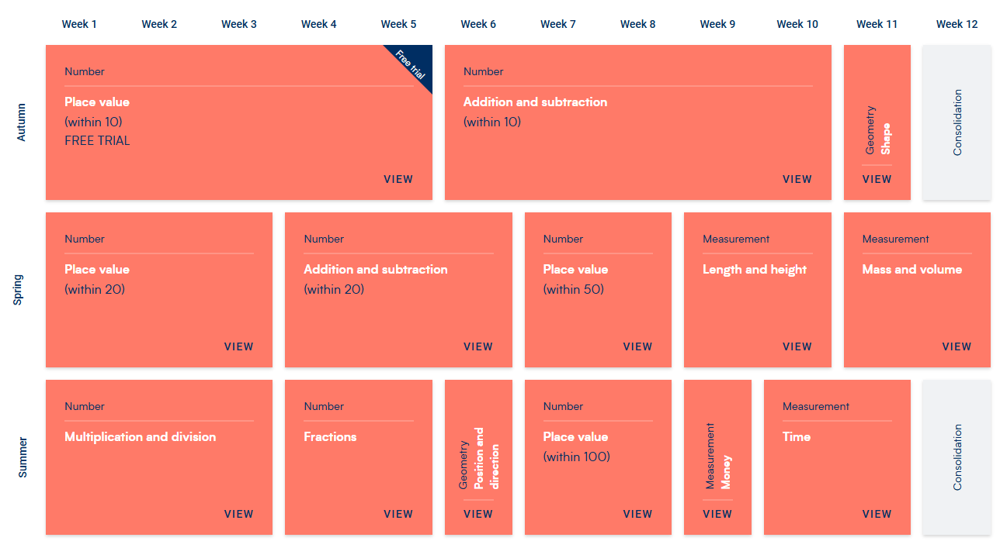 Week 1 Week 2 Week 3 Week 4 Week 5 Week 6 Week 7 Week 8 Week 9 Week 10 Week 11 Week 12
Autumn
Number
Place value
(within 10)
FREE TRIAL
VIEW
Free trial
Number
Addition and subtraction
(within 10)
VIEW
Geometry
Shape
VIEW
Consolidation
Spring
Number
Place value
(within 20)
VIEW
Number
Addition and subtraction
(within 20)
VIEW
Number
Place value
(within 50)
VIEW
Measurement
Length and height
VIEW
Measurement
Mass and volume
VIEW
Summer
Number
Multiplication and division
VIEW
Number
Fractions
VIEW
Geometry
Position and
direction
VIEW
Number
Place value
(within 100)
VIEW
Measurement
Money
VIEW
Measurement
Time
VIEW
Consolidation